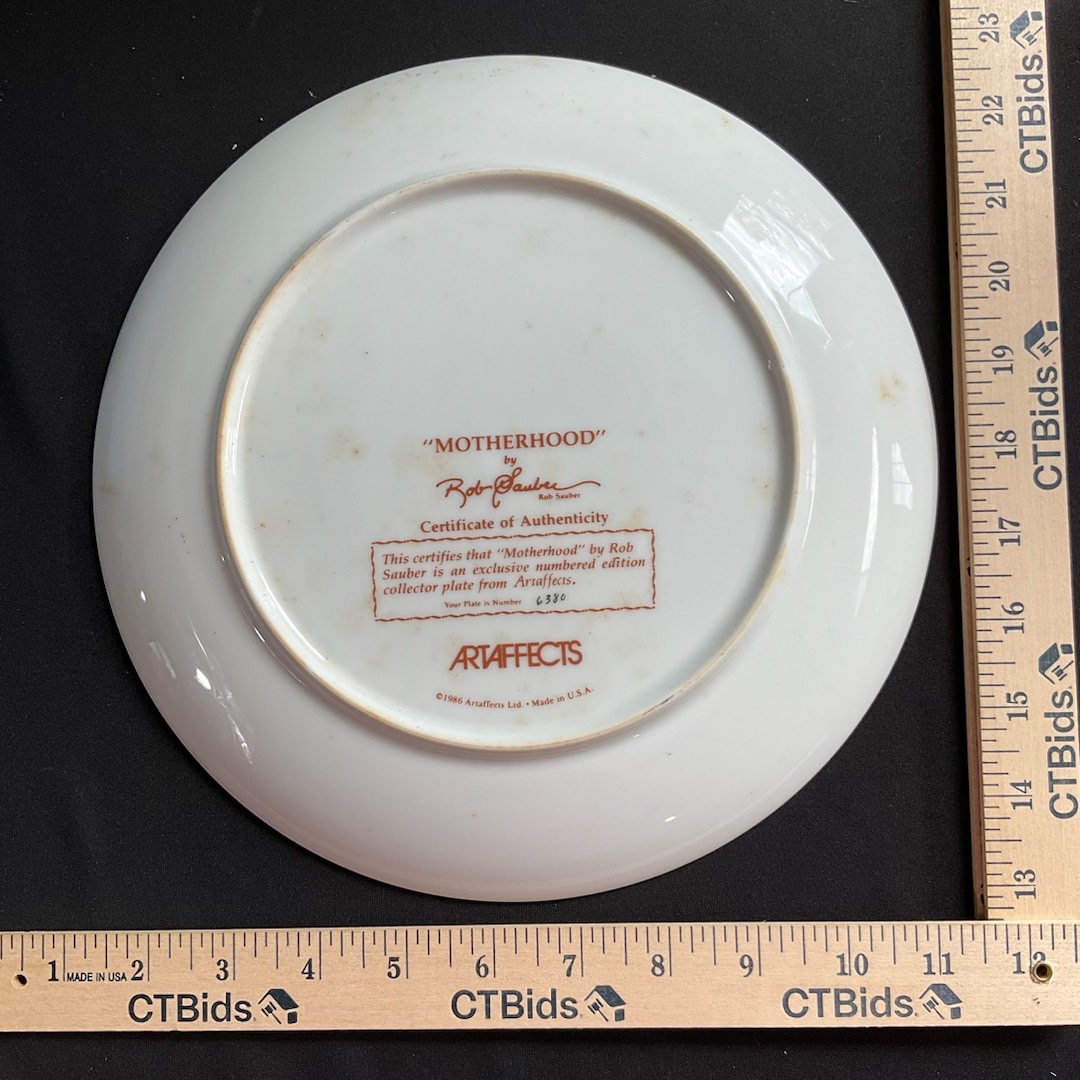 “MOTHERHOOD”
by
Rob Sauber
Rob Sauber
Certificate of Authenticity
This certifies that “Motherhood” by Rob
Sauber is an exclusive numbered edition
collector plate from Artaffects.
Your Plate is Number 6380
ARTAFFECTS
©1986 Artaffects Ltd. • Made in U.S.A.
23
22
21
20
19
18
17
16
15
14
13
CTBids.
CTBids.
CTBids.
1 MADE IN USA 2 3 4 5 6 7 8 9 10 11 12
CTBids. CTBids. CTBids.